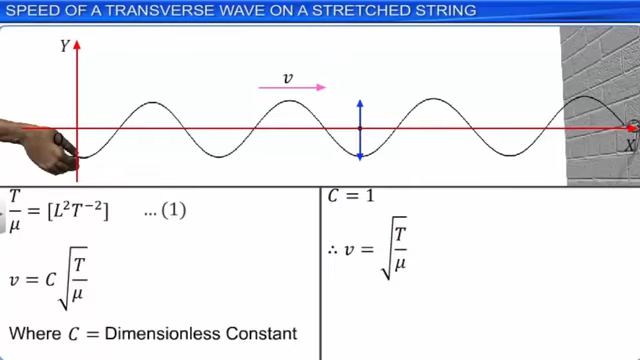 SPEED OF A TRANSVERSE WAVE ON A STRETCHED STRING
Y
v
X
T/μ = [L²T⁻²] ...(1)
v = C√(T/μ)
Where C = Dimensionless Constant
C = 1
∴ v = √(T/μ)